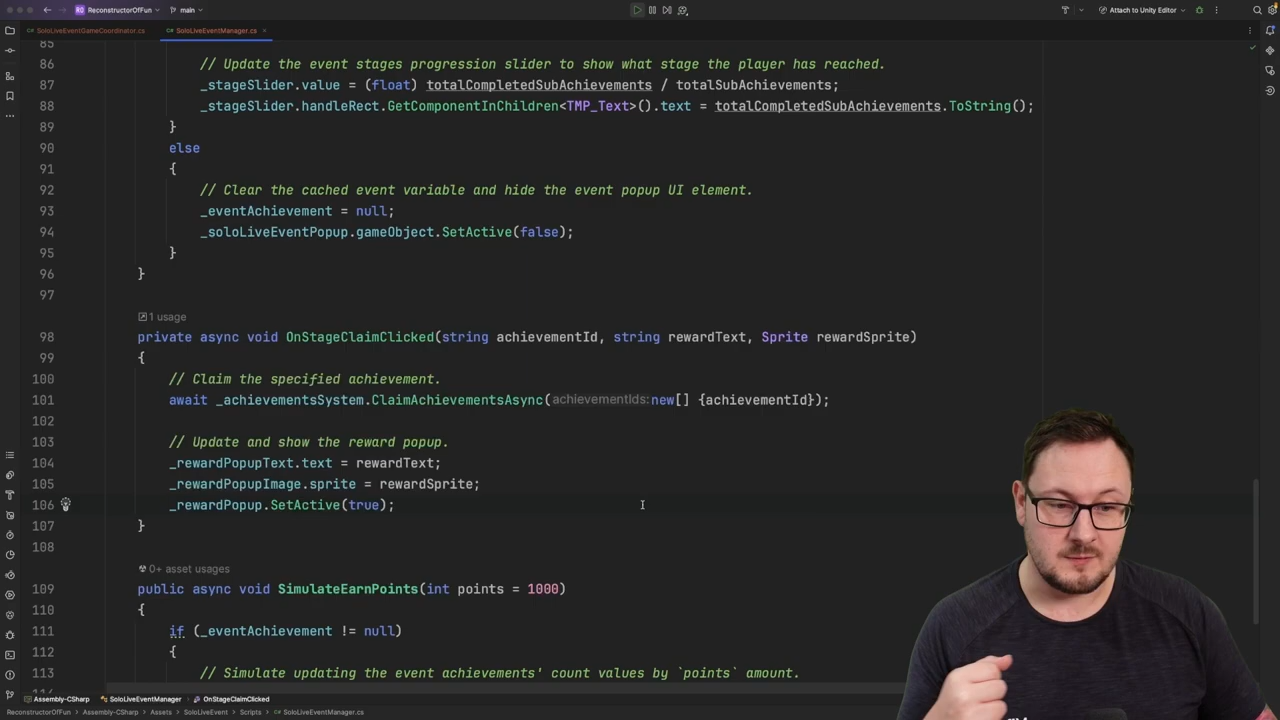 ReconstructorOfFun
main
Attach to Unity Editor
SoloLiveEventGameCoordinator.cs
SoloLiveEventManager.cs
85
86 // Update the event stages progression slider to show what stage the player has reached.
87 _stageSlider.value = (float) totalCompletedSubAchievements / totalSubAchievements;
88 _stageSlider.handleRect.GetComponentInChildren<TMP_Text>().text = totalCompletedSubAchievements.ToString();
89 }
90 else
91 {
92 // Clear the cached event variable and hide the event popup UI element.
93 _eventAchievement = null;
94 _soloLiveEventPopup.gameObject.SetActive(false);
95 }
96 }
97
1 usage
98 private async void OnStageClaimClicked(string achievementId, string rewardText, Sprite rewardSprite)
99 {
100 // Claim the specified achievement.
101 await _achievementsSystem.ClaimAchievementsAsync(achievementIds: new[] {achievementId});
102
103 // Update and show the reward popup.
104 _rewardPopupText.text = rewardText;
105 _rewardPopupImage.sprite = rewardSprite;
106 _rewardPopup.SetActive(true);
107 }
108
0+ asset usages
109 public async void SimulateEarnPoints(int points = 1000)
110 {
111 if (_eventAchievement != null)
112 {
113 // Simulate updating the event achievements' count values by `points` amount.
Assembly-CSharp SoloLiveEventManager OnStageClaimClicked
ReconstructorOfFun Assembly-CSharp Assets SoloLiveEvent Scripts SoloLiveEventManager.cs